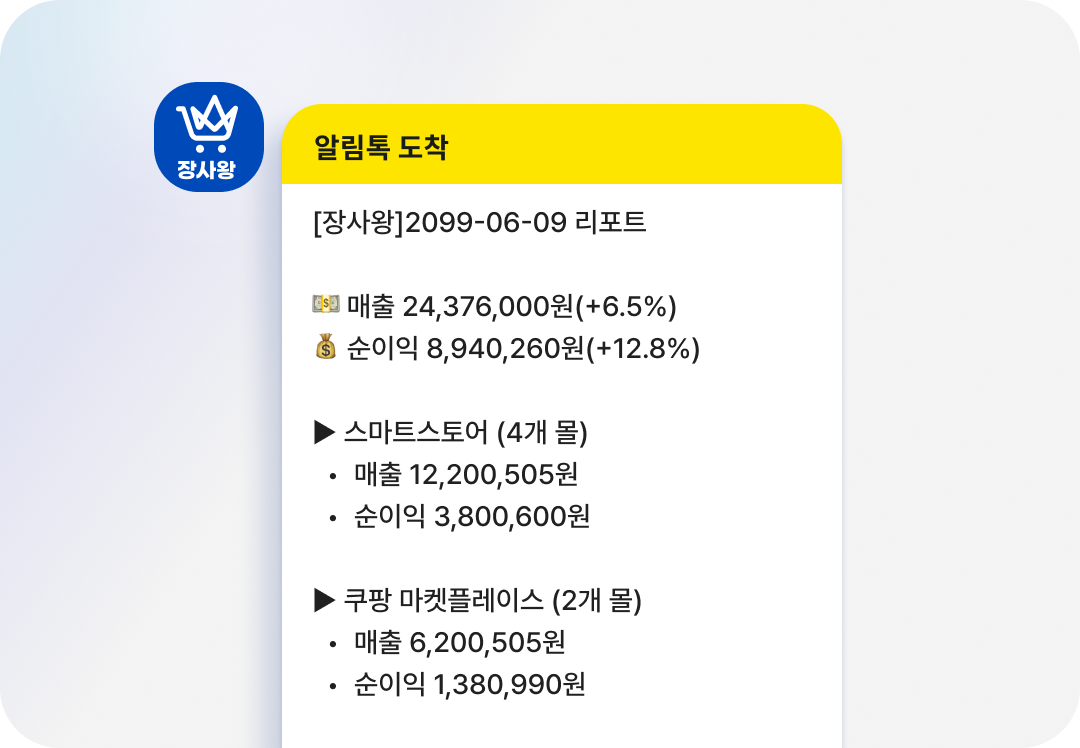 장사왕
알림톡 도착
[장사왕]2099-06-09 리포트
💵 매출 24,376,000원(+6.5%)
💰 순이익 8,940,260원(+12.8%)
▶ 스마트스토어 (4개 몰)
• 매출 12,200,505원
• 순이익 3,800,600원
▶ 쿠팡 마켓플레이스 (2개 몰)
• 매출 6,200,505원
• 순이익 1,380,990원